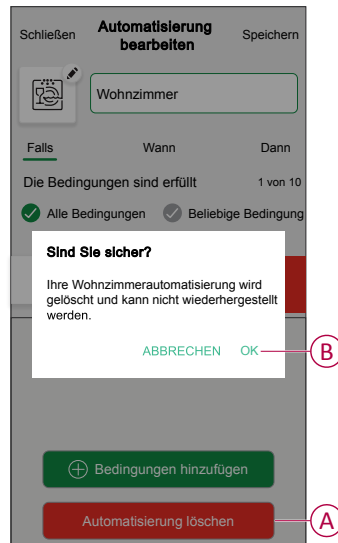 Schließen
Automatisierung
bearbeiten
Speichern
Wohnzimmer
Falls
Wann
Dann
Die Bedingungen sind erfüllt
1 von 10
Alle Bedingungen
Beliebige Bedingung
Sind Sie sicher?
Ihre Wohnzimmerautomatisierung wird
gelöscht und kann nicht wiederhergestellt
werden.
ABBRECHEN
OK
B
Bedingungen hinzufügen
Automatisierung löschen
A